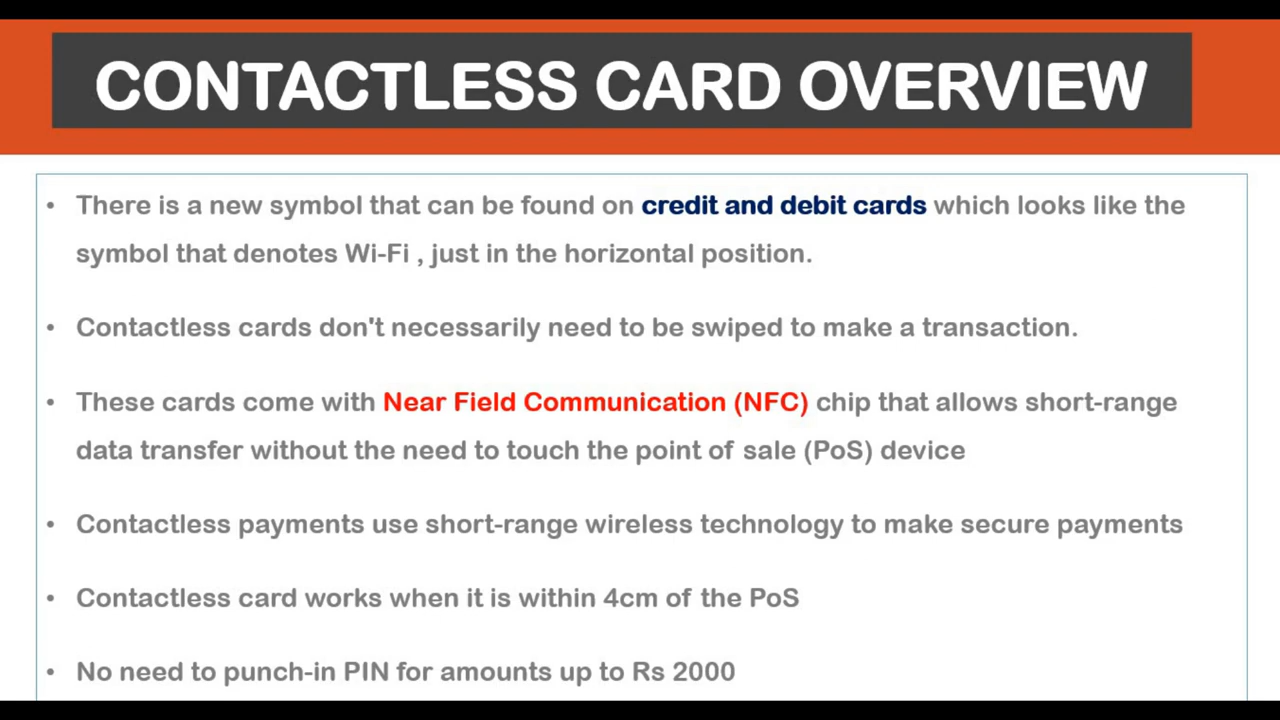 CONTACTLESS CARD OVERVIEW
• There is a new symbol that can be found on credit and debit cards which looks like the
symbol that denotes Wi-Fi , just in the horizontal position.
• Contactless cards don't necessarily need to be swiped to make a transaction.
• These cards come with Near Field Communication (NFC) chip that allows short-range
data transfer without the need to touch the point of sale (PoS) device
• Contactless payments use short-range wireless technology to make secure payments
• Contactless card works when it is within 4cm of the PoS
• No need to punch-in PIN for amounts up to Rs 2000